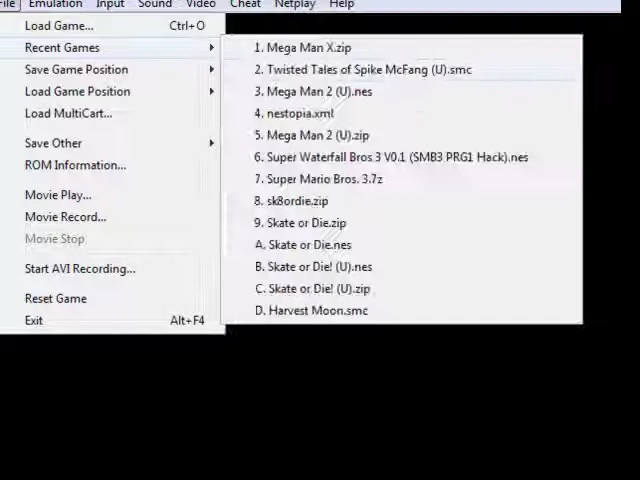 File Emulation Input Sound Video Cheat Netplay Help
Load Game... Ctrl+O
Recent Games
Save Game Position
Load Game Position
Load MultiCart...
Save Other
ROM Information...
Movie Play...
Movie Record...
Movie Stop
Start AVI Recording...
Reset Game
Exit Alt+F4
1. Mega Man X.zip
2. Twisted Tales of Spike McFang (U).smc
3. Mega Man 2 (U).nes
4. nestopia.xml
5. Mega Man 2 (U).zip
6. Super Waterfall Bros 3 V0.1 (SMB3 PRG1 Hack).nes
7. Super Mario Bros. 3.7z
8. sk8ordie.zip
9. Skate or Die.zip
A. Skate or Die.nes
B. Skate or Die! (U).nes
C. Skate or Die! (U).zip
D. Harvest Moon.smc